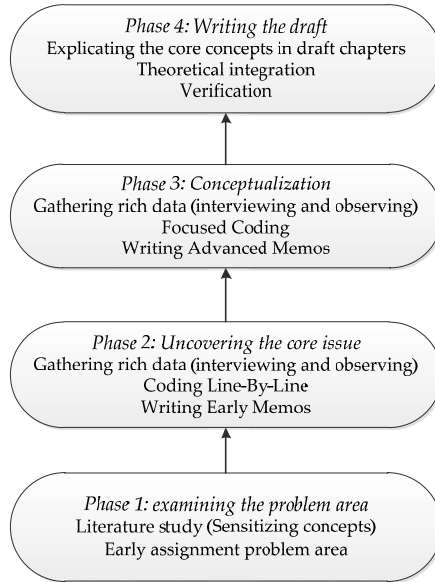 Phase 4: Writing the draft
Explicating the core concepts in draft chapters
Theoretical integration
Verification
Phase 3: Conceptualization
Gathering rich data (interviewing and observing)
Focused Coding
Writing Advanced Memos
Phase 2: Uncovering the core issue
Gathering rich data (interviewing and observing)
Coding Line-By-Line
Writing Early Memos
Phase 1: examining the problem area
Literature study (Sensitizing concepts)
Early assignment problem area